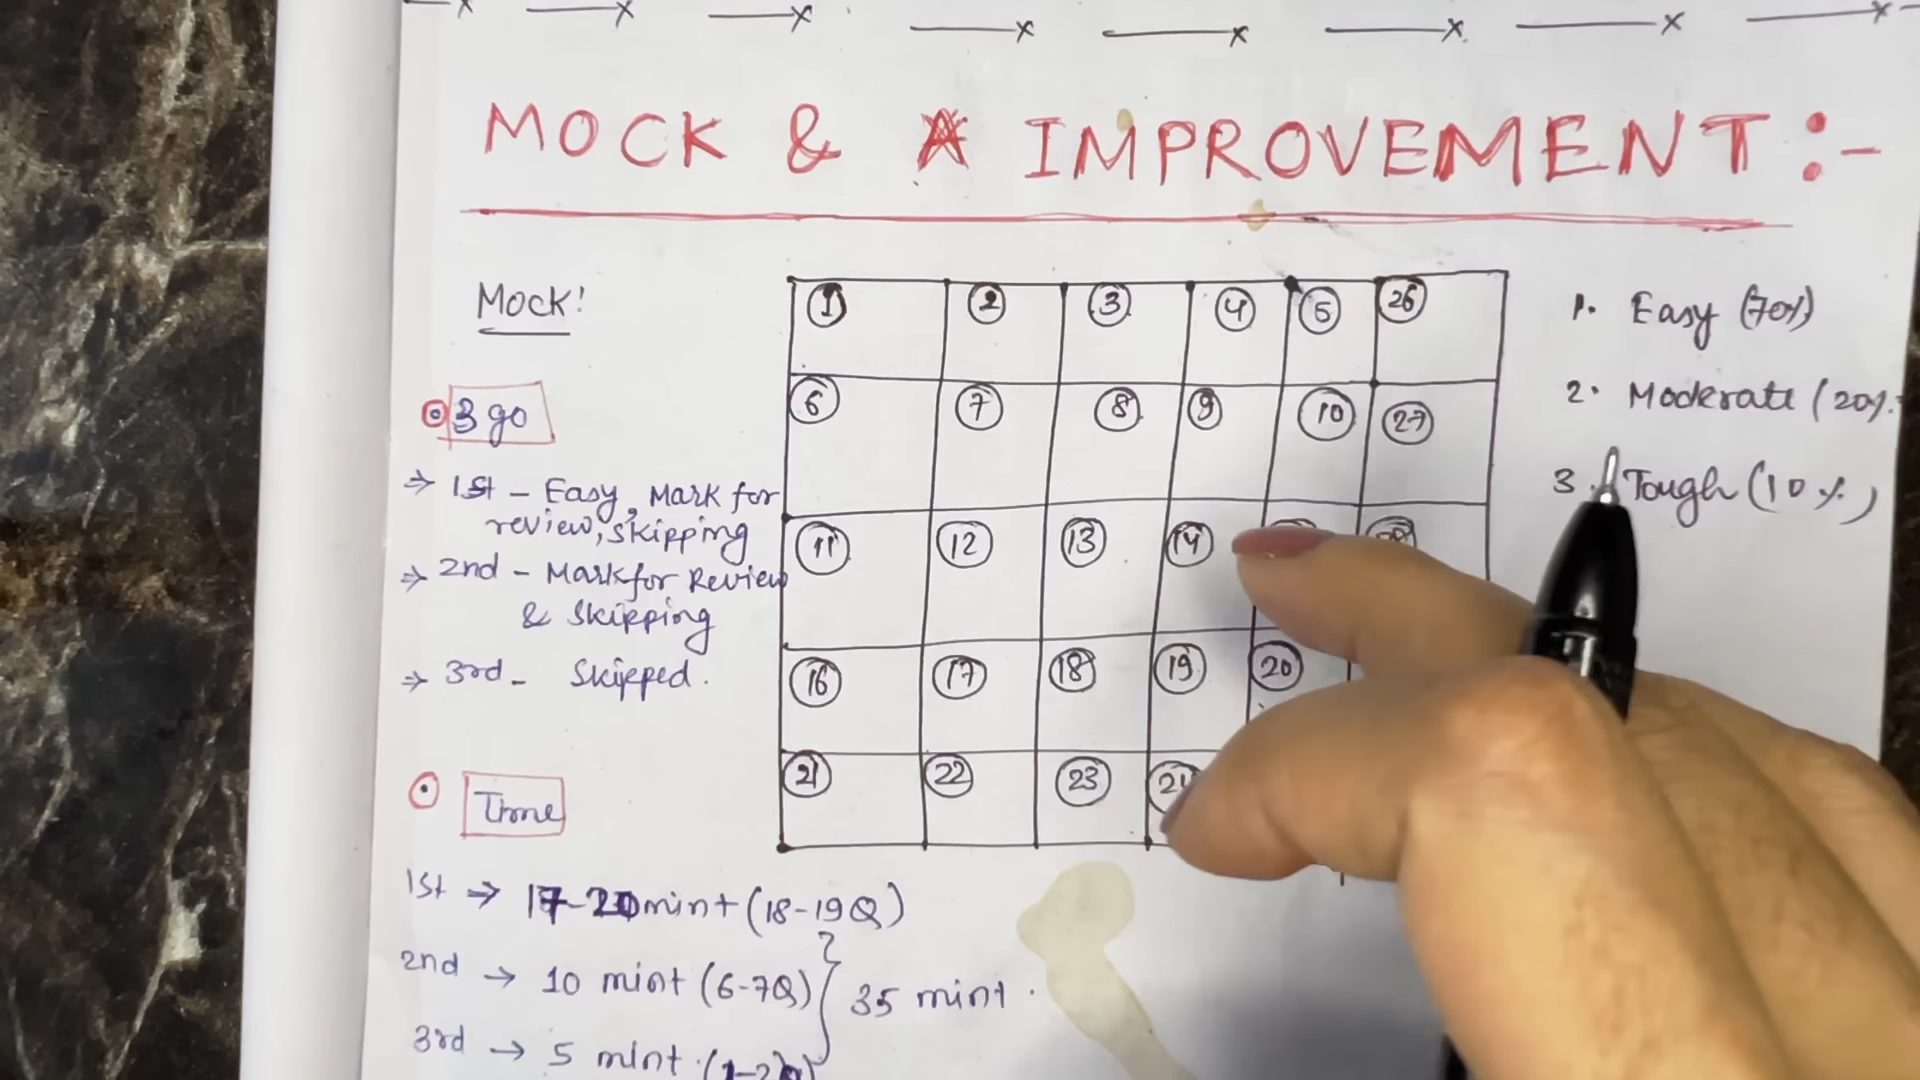 MOCK & IMPROVEMENT :-
Mock!
3 go
→ 1st - Easy, Mark for
review, skipping
→ 2nd - Mark for Review
& Skipping
→ 3rd - Skipped.
Time
1st → 17-20 mint (18-19Q)
2nd → 10 mint (6-7Q)
3rd → 5 mint. (1-2Q)
35 mint.
1 2 3 4 5 26
6 7 8 9 10 27
11 12 13 14
16 17 18 19 20
21 22 23
1. Easy (70%)
2. Moderate (20%.
3. Tough (10%)